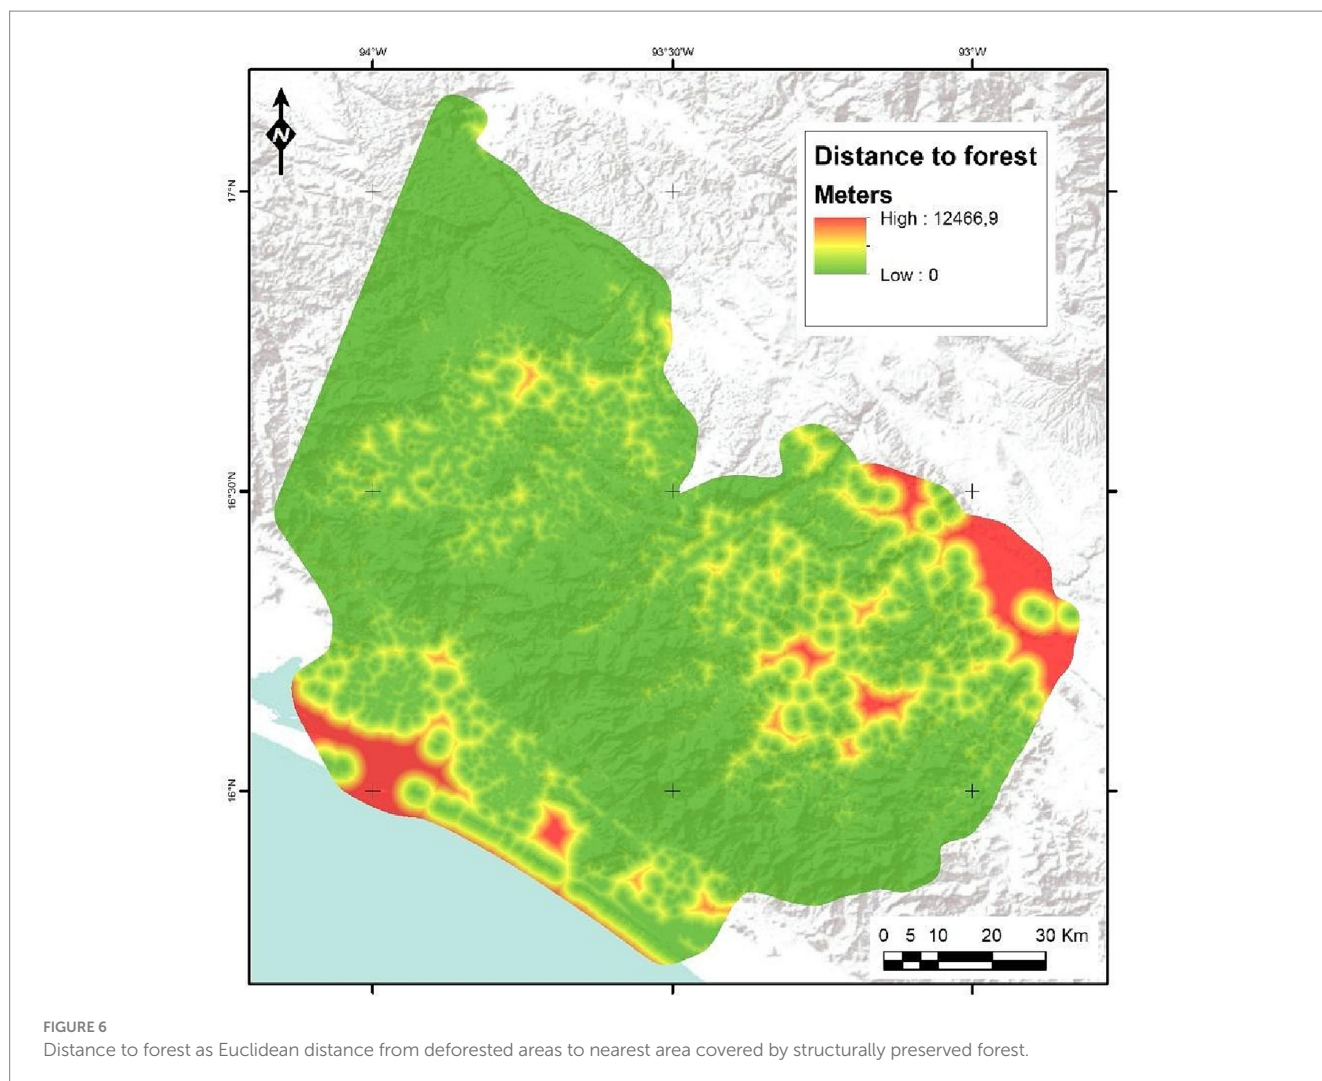 94°W 93°30'W 93°W
N
17°N
16°30'N
16°N
Distance to forest
Meters
High : 12466,9
Low : 0
0 5 10 20 30 Km
FIGURE 6
Distance to forest as Euclidean distance from deforested areas to nearest area covered by structurally preserved forest.